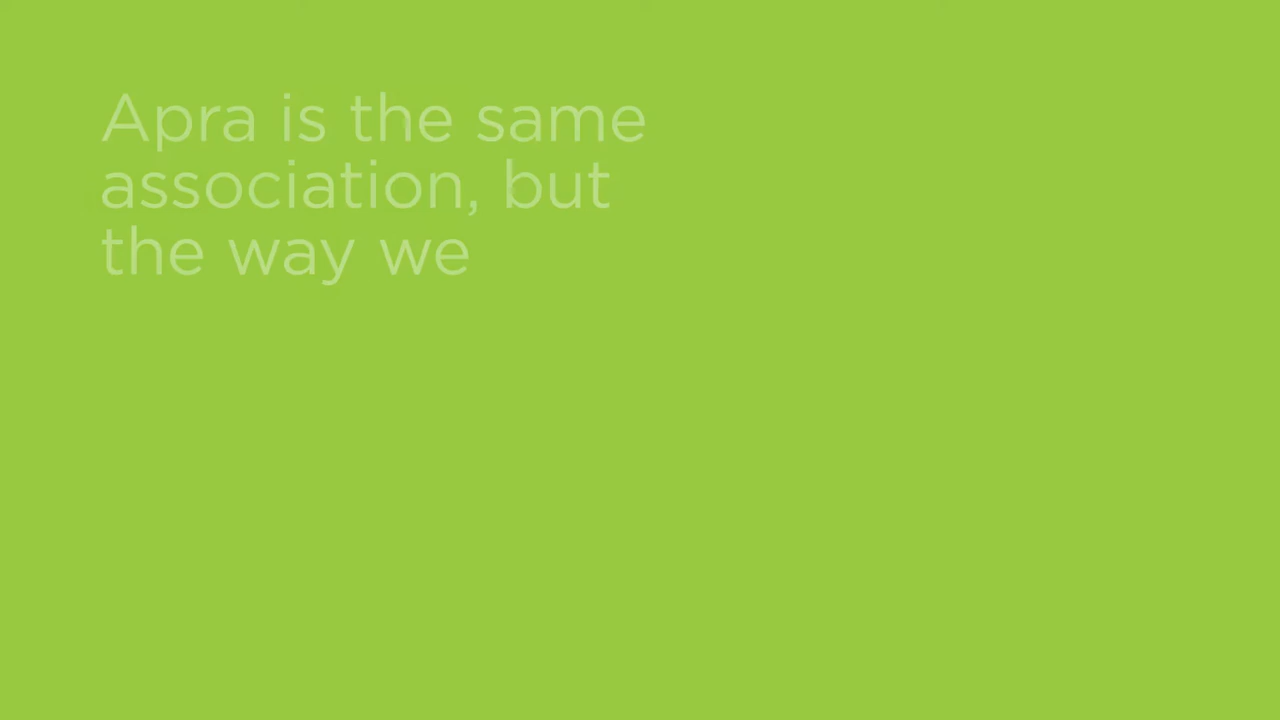 Apra is the same
association, but
the way we